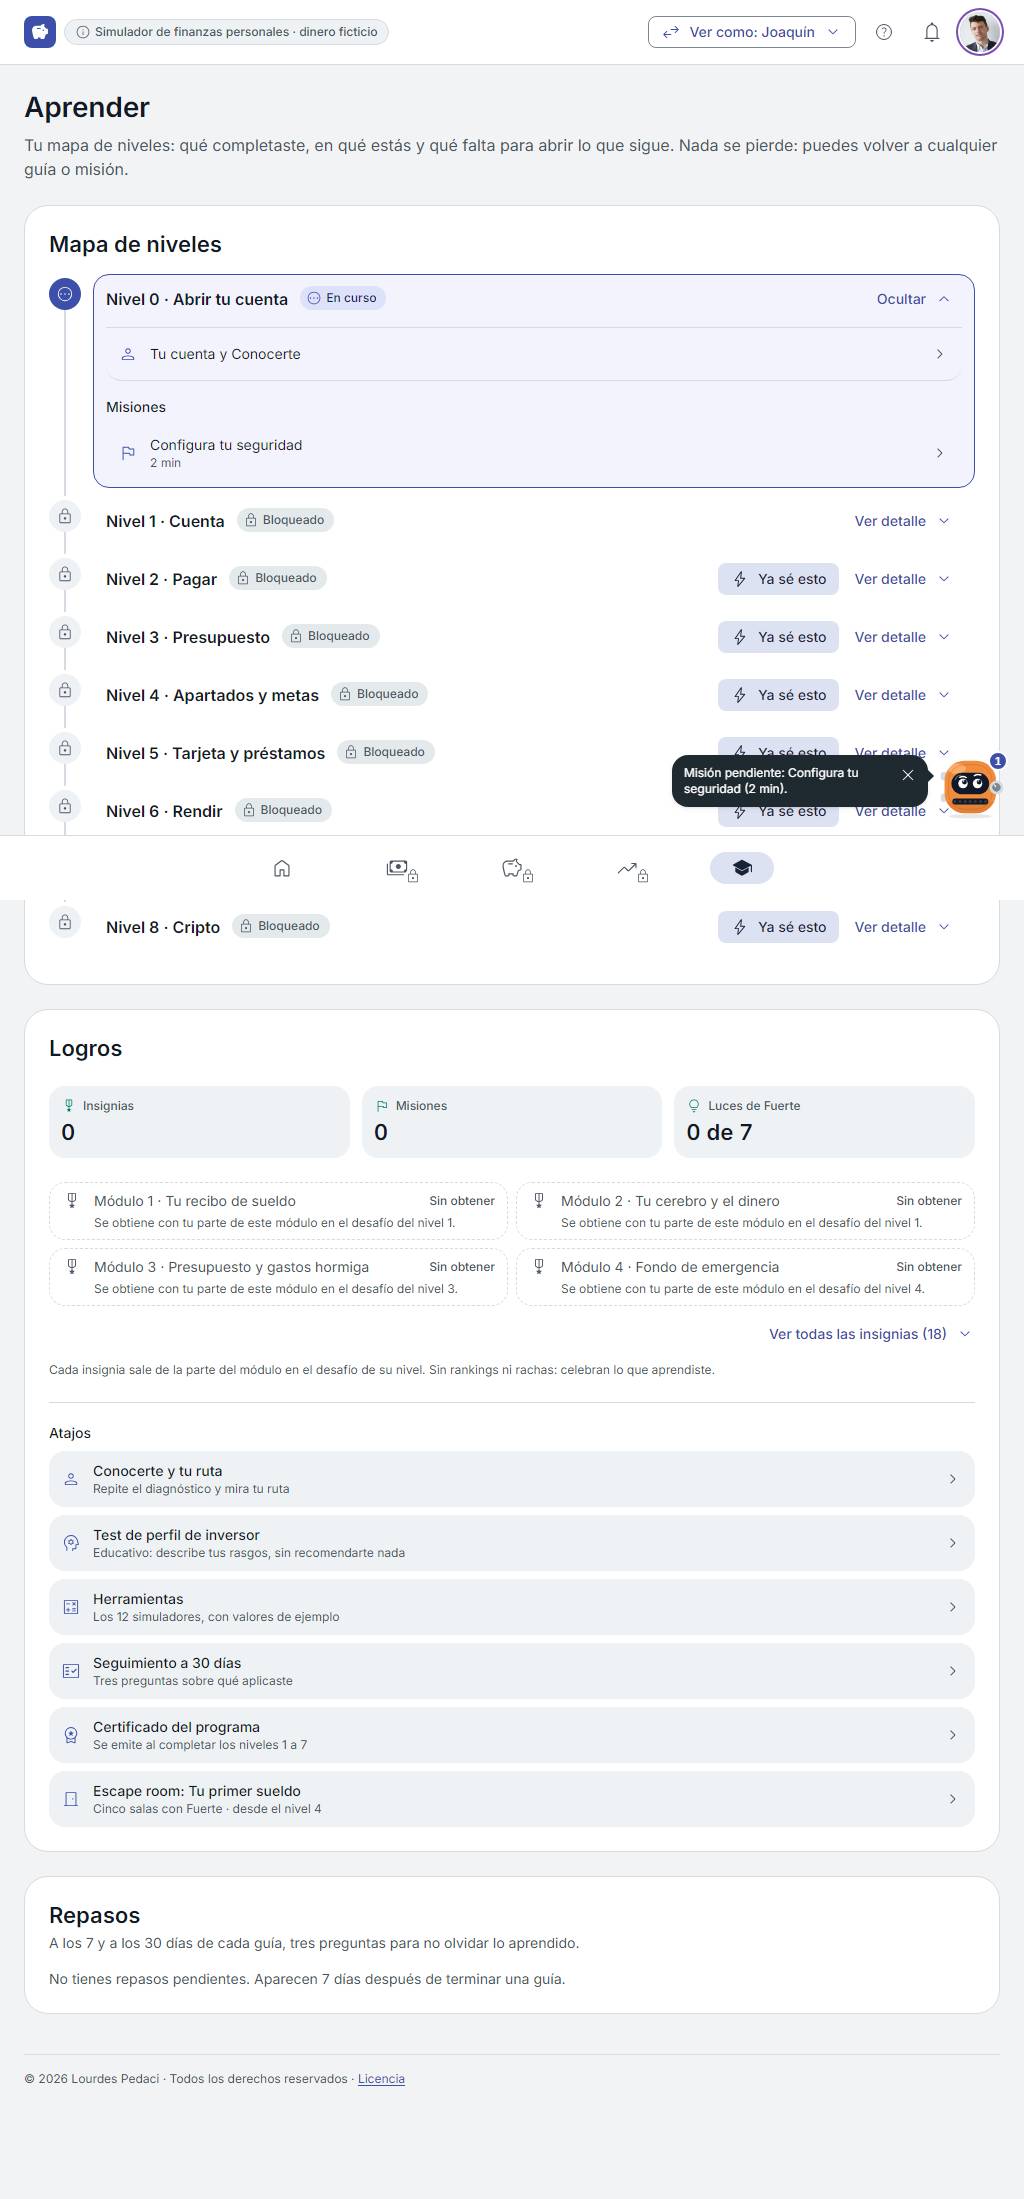 Simulador de finanzas personales · dinero ficticio
Ver como: Joaquín
Aprender
Tu mapa de niveles: qué completaste, en qué estás y qué falta para abrir lo que sigue. Nada se pierde: puedes volver a cualquier
guía o misión.
Mapa de niveles
Nivel 0 · Abrir tu cuenta
En curso
Ocultar
Tu cuenta y Conocerte
Misiones
Configura tu seguridad
2 min
Nivel 1 · Cuenta
Bloqueado
Ver detalle
Nivel 2 · Pagar
Bloqueado
Ya sé esto
Ver detalle
Nivel 3 · Presupuesto
Bloqueado
Ya sé esto
Ver detalle
Nivel 4 · Apartados y metas
Bloqueado
Ya sé esto
Ver detalle
Nivel 5 · Tarjeta y préstamos
Bloqueado
Ya sé esto
Ver detalle
Misión pendiente: Configura tu
seguridad (2 min).
1
Nivel 6 · Rendir
Bloqueado
Ya sé esto
Ver detalle
Nivel 8 · Cripto
Bloqueado
Ya sé esto
Ver detalle
Logros
Insignias
0
Misiones
0
Luces de Fuerte
0 de 7
Módulo 1 · Tu recibo de sueldo
Sin obtener
Se obtiene con tu parte de este módulo en el desafío del nivel 1.
Módulo 2 · Tu cerebro y el dinero
Sin obtener
Se obtiene con tu parte de este módulo en el desafío del nivel 1.
Módulo 3 · Presupuesto y gastos hormiga
Sin obtener
Se obtiene con tu parte de este módulo en el desafío del nivel 3.
Módulo 4 · Fondo de emergencia
Sin obtener
Se obtiene con tu parte de este módulo en el desafío del nivel 4.
Ver todas las insignias (18)
Cada insignia sale de la parte del módulo en el desafío de su nivel. Sin rankings ni rachas: celebran lo que aprendiste.
Atajos
Conocerte y tu ruta
Repite el diagnóstico y mira tu ruta
Test de perfil de inversor
Educativo: describe tus rasgos, sin recomendarte nada
Herramientas
Los 12 simuladores, con valores de ejemplo
Seguimiento a 30 días
Tres preguntas sobre qué aplicaste
Certificado del programa
Se emite al completar los niveles 1 a 7
Escape room: Tu primer sueldo
Cinco salas con Fuerte · desde el nivel 4
Repasos
A los 7 y a los 30 días de cada guía, tres preguntas para no olvidar lo aprendido.
No tienes repasos pendientes. Aparecen 7 días después de terminar una guía.
© 2026 Lourdes Pedaci · Todos los derechos reservados · Licencia